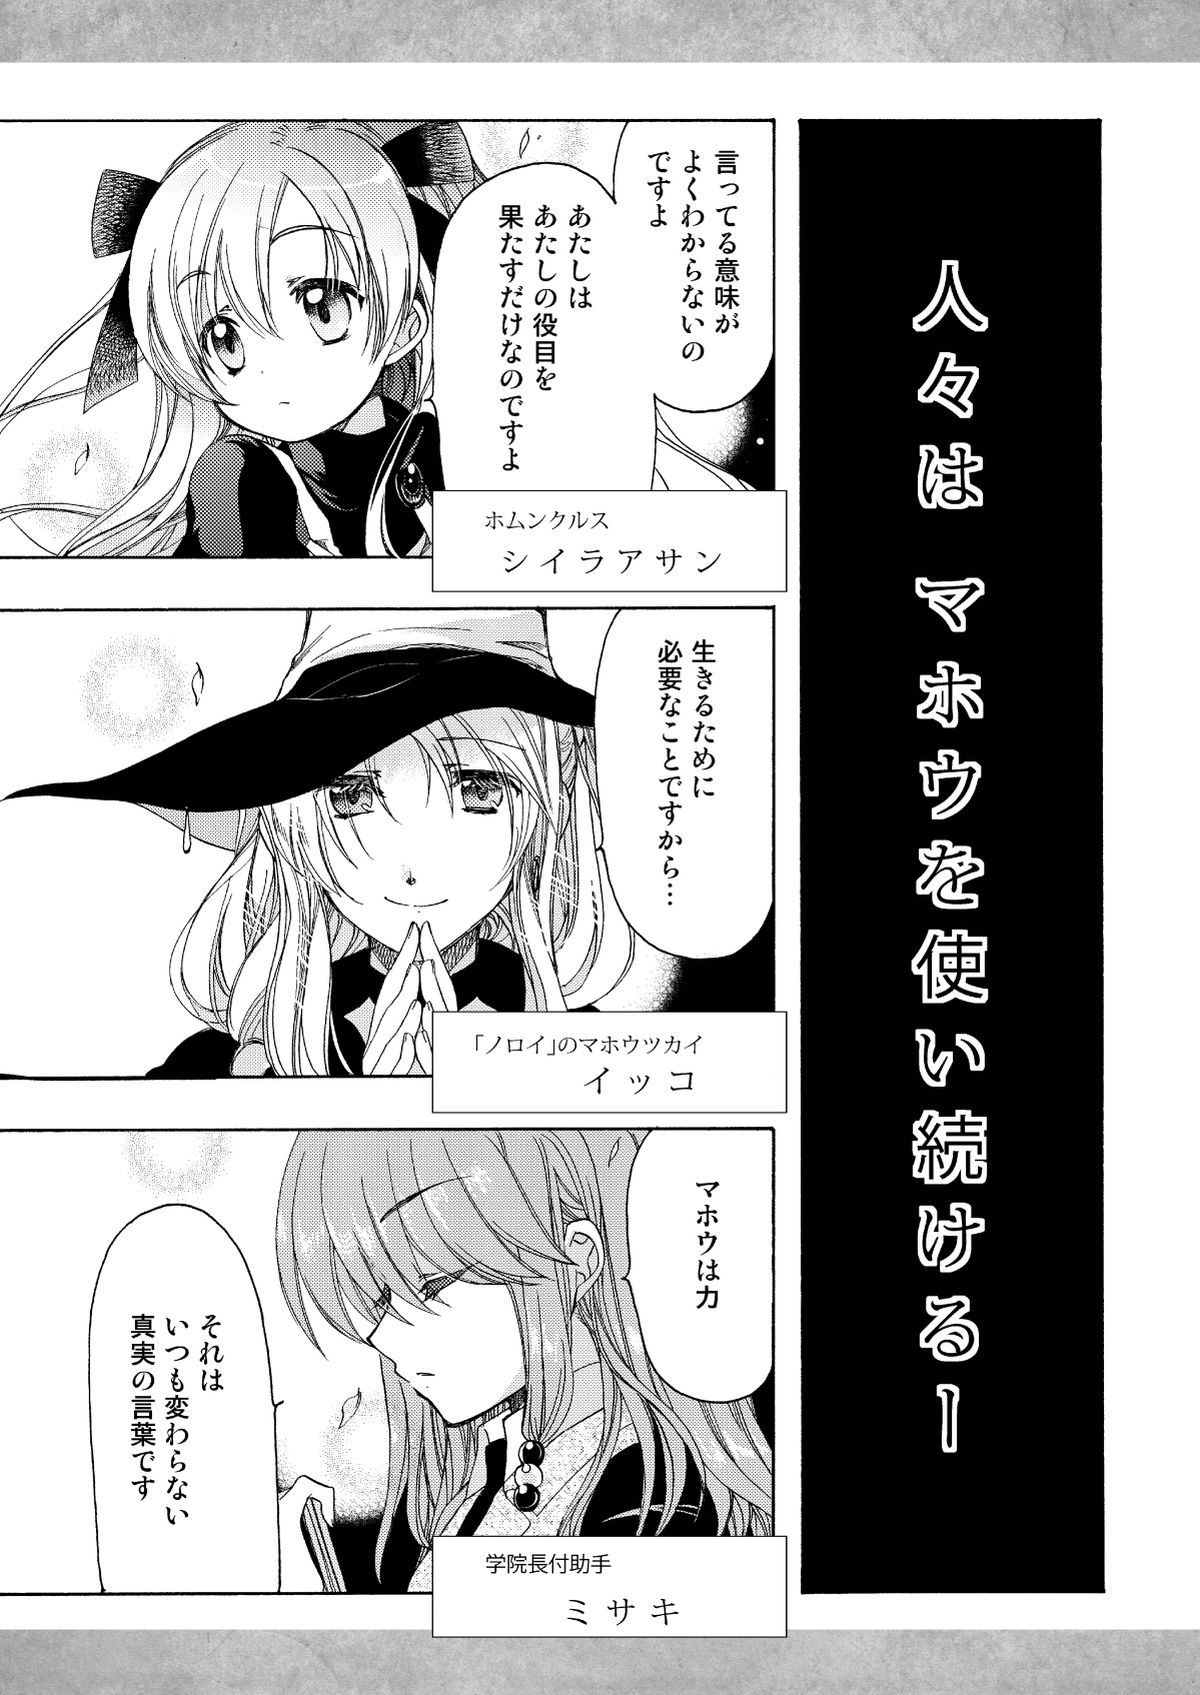 人々は マホウを使い続けるー
言ってる意味が
よくわからないの
ですよ
あたしは
あたしの役目を
果たすだけなのですよ
ホムンクルス
シイラアサン
生きるために
必要なことですから…
「ノロイ」のマホウツカイ
イッコ
マホウは力
それは
いつも変わらない
真実の言葉です
学院長付助手
ミサキ